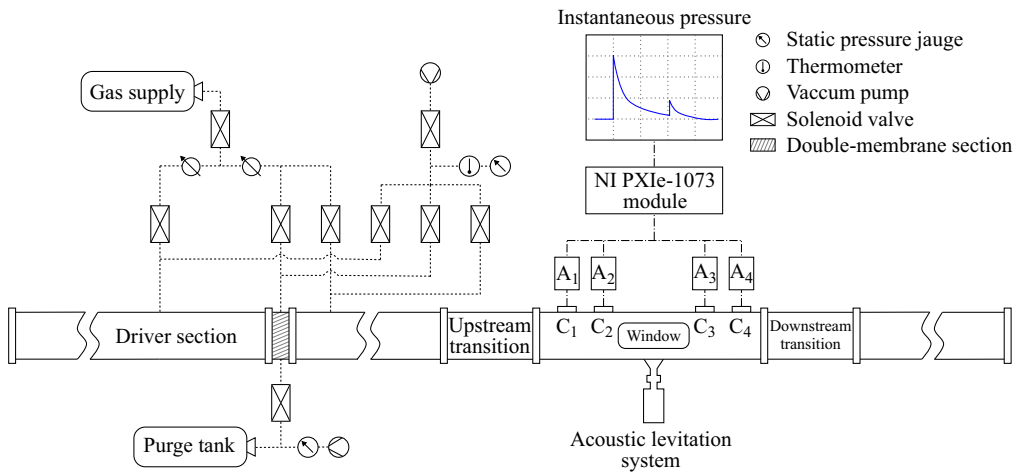 Instantaneous pressure
Static pressure jauge
Thermometer
Vaccum pump
Solenoid valve
Double-membrane section
Gas supply
NI PXIe-1073
module
A1 A2 A3 A4
C1 C2 C3 C4
Driver section
Upstream
transition
Window
Downstream
transition
Purge tank
Acoustic levitation
system